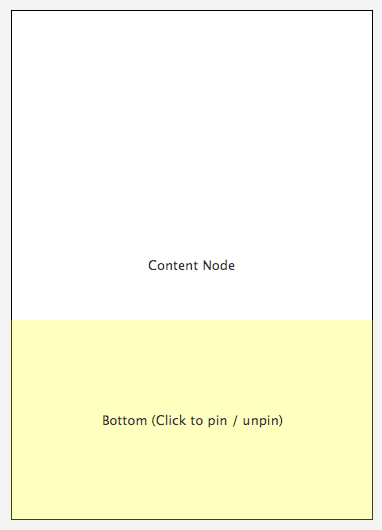 Content Node
Bottom (Click to pin / unpin)